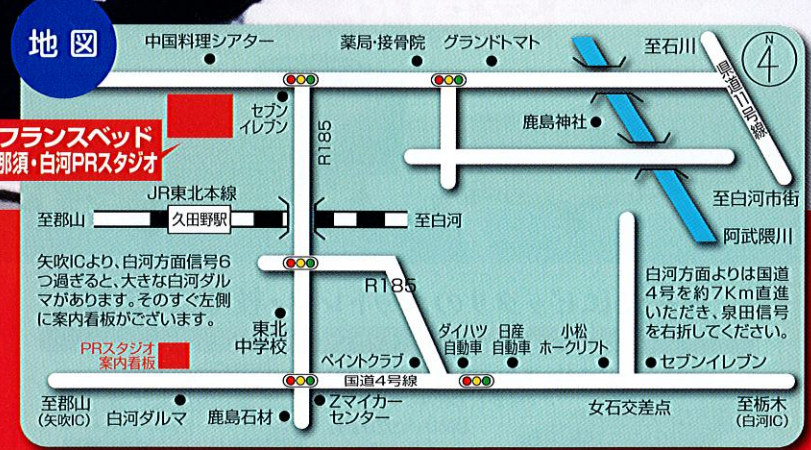 地図
中国料理シアター
薬局・接骨院
グランドトマト
至石川
N
4
県道11号線
セブン
イレブン
R185
鹿島神社
フランスベッド
那須・白河PRスタジオ
JR東北本線
至郡山
久田野駅
至白河
至白河市街
阿武隈川
矢吹ICより、白河方面信号6
つ過ぎると、大きな白河ダル
マがあります。そのすぐ左側
に案内看板がございます。
R185
白河方面よりは国道
4号を約7Km直進
いただき、泉田信号
を右折してください。
東北
中学校
PRスタジオ
案内看板
ペイントクラブ
ダイハツ
自動車
日産
自動車
小松
ホークリフト
セブンイレブン
国道4号線
至郡山
(矢吹IC)
白河ダルマ
鹿島石材
Zマイカー
センター
女石交差点
至栃木
(白河IC)